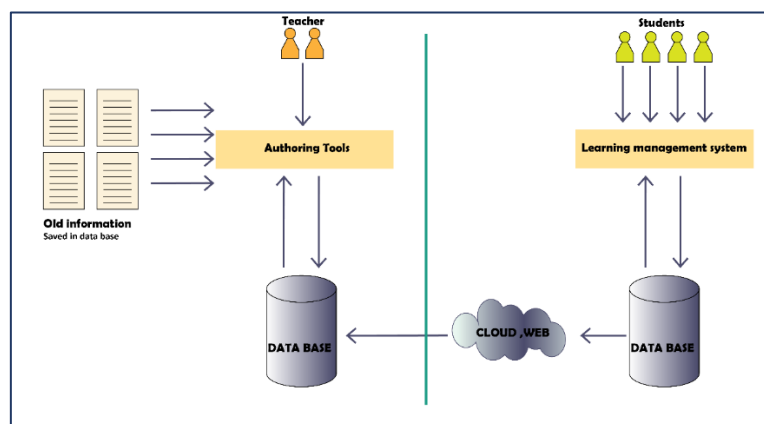 Teacher
Students
Authoring Tools
Learning management system
Old information
Saved in data base
CLOUD ,WEB
DATA BASE
DATA BASE